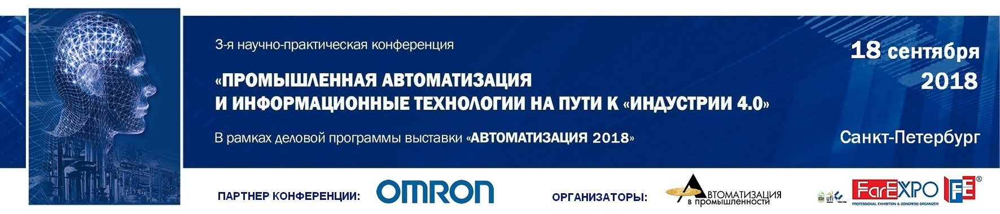 3-я научно-практическая конференция
«ПРОМЫШЛЕННАЯ АВТОМАТИЗАЦИЯ
И ИНФОРМАЦИОННЫЕ ТЕХНОЛОГИИ НА ПУТИ К «ИНДУСТРИИ 4.0»
В рамках деловой программы выставки «АВТОМАТИЗАЦИЯ 2018»
18 сентября
2018
Санкт-Петербург
ПАРТНЕР КОНФЕРЕНЦИИ:
OMRON
ОРГАНИЗАТОРЫ:
АВТОМАТИЗАЦИЯ
в промышленности
ufi
FarEXPO
PROFESSIONAL EXHIBITION & CONGRESS ORGANIZER
IFE®